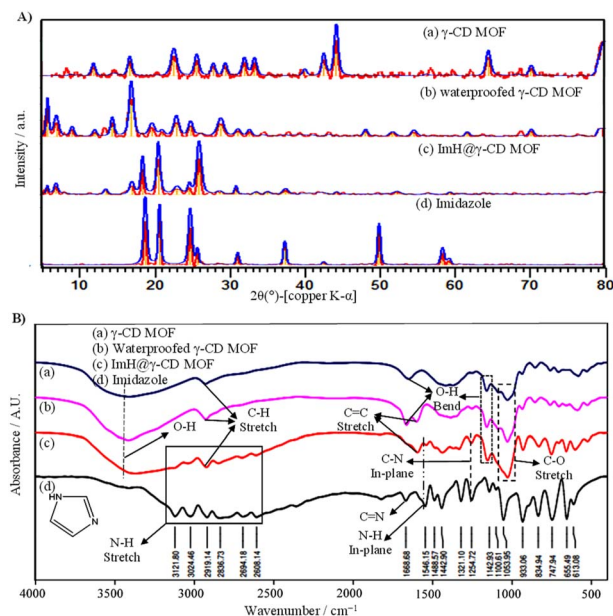 A)
(a) γ-CD MOF
(b) waterproofed γ-CD MOF
(c) ImH@γ-CD MOF
(d) Imidazole
Intensity / a.u.
10 20 30 40 50 60 70 80
2θ(°)-[copper K-α]
B)
(a) γ-CD MOF
(b) Waterproofed γ-CD MOF
(c) ImH@γ-CD MOF
(d) Imidazole
(a)
(b)
(c)
(d)
O-H
C-H
Stretch
C=C
Stretch
O-H
Bend
C-N
In-plane
C-O
Stretch
HN
N
N-H
Stretch
C=N
N-H
In-plane
3121.80
3024.46
2919.14
2836.73
2694.18
2608.14
1668.68
1546.15
1488.57
1442.90
1321.10
1254.72
1142.93
1100.61
1053.95
933.06
834.94
747.94
655.49
613.08
Absorbance / A.U.
4000 3500 3000 2500 2000 1500 1000 500
Wavenumber / cm⁻¹